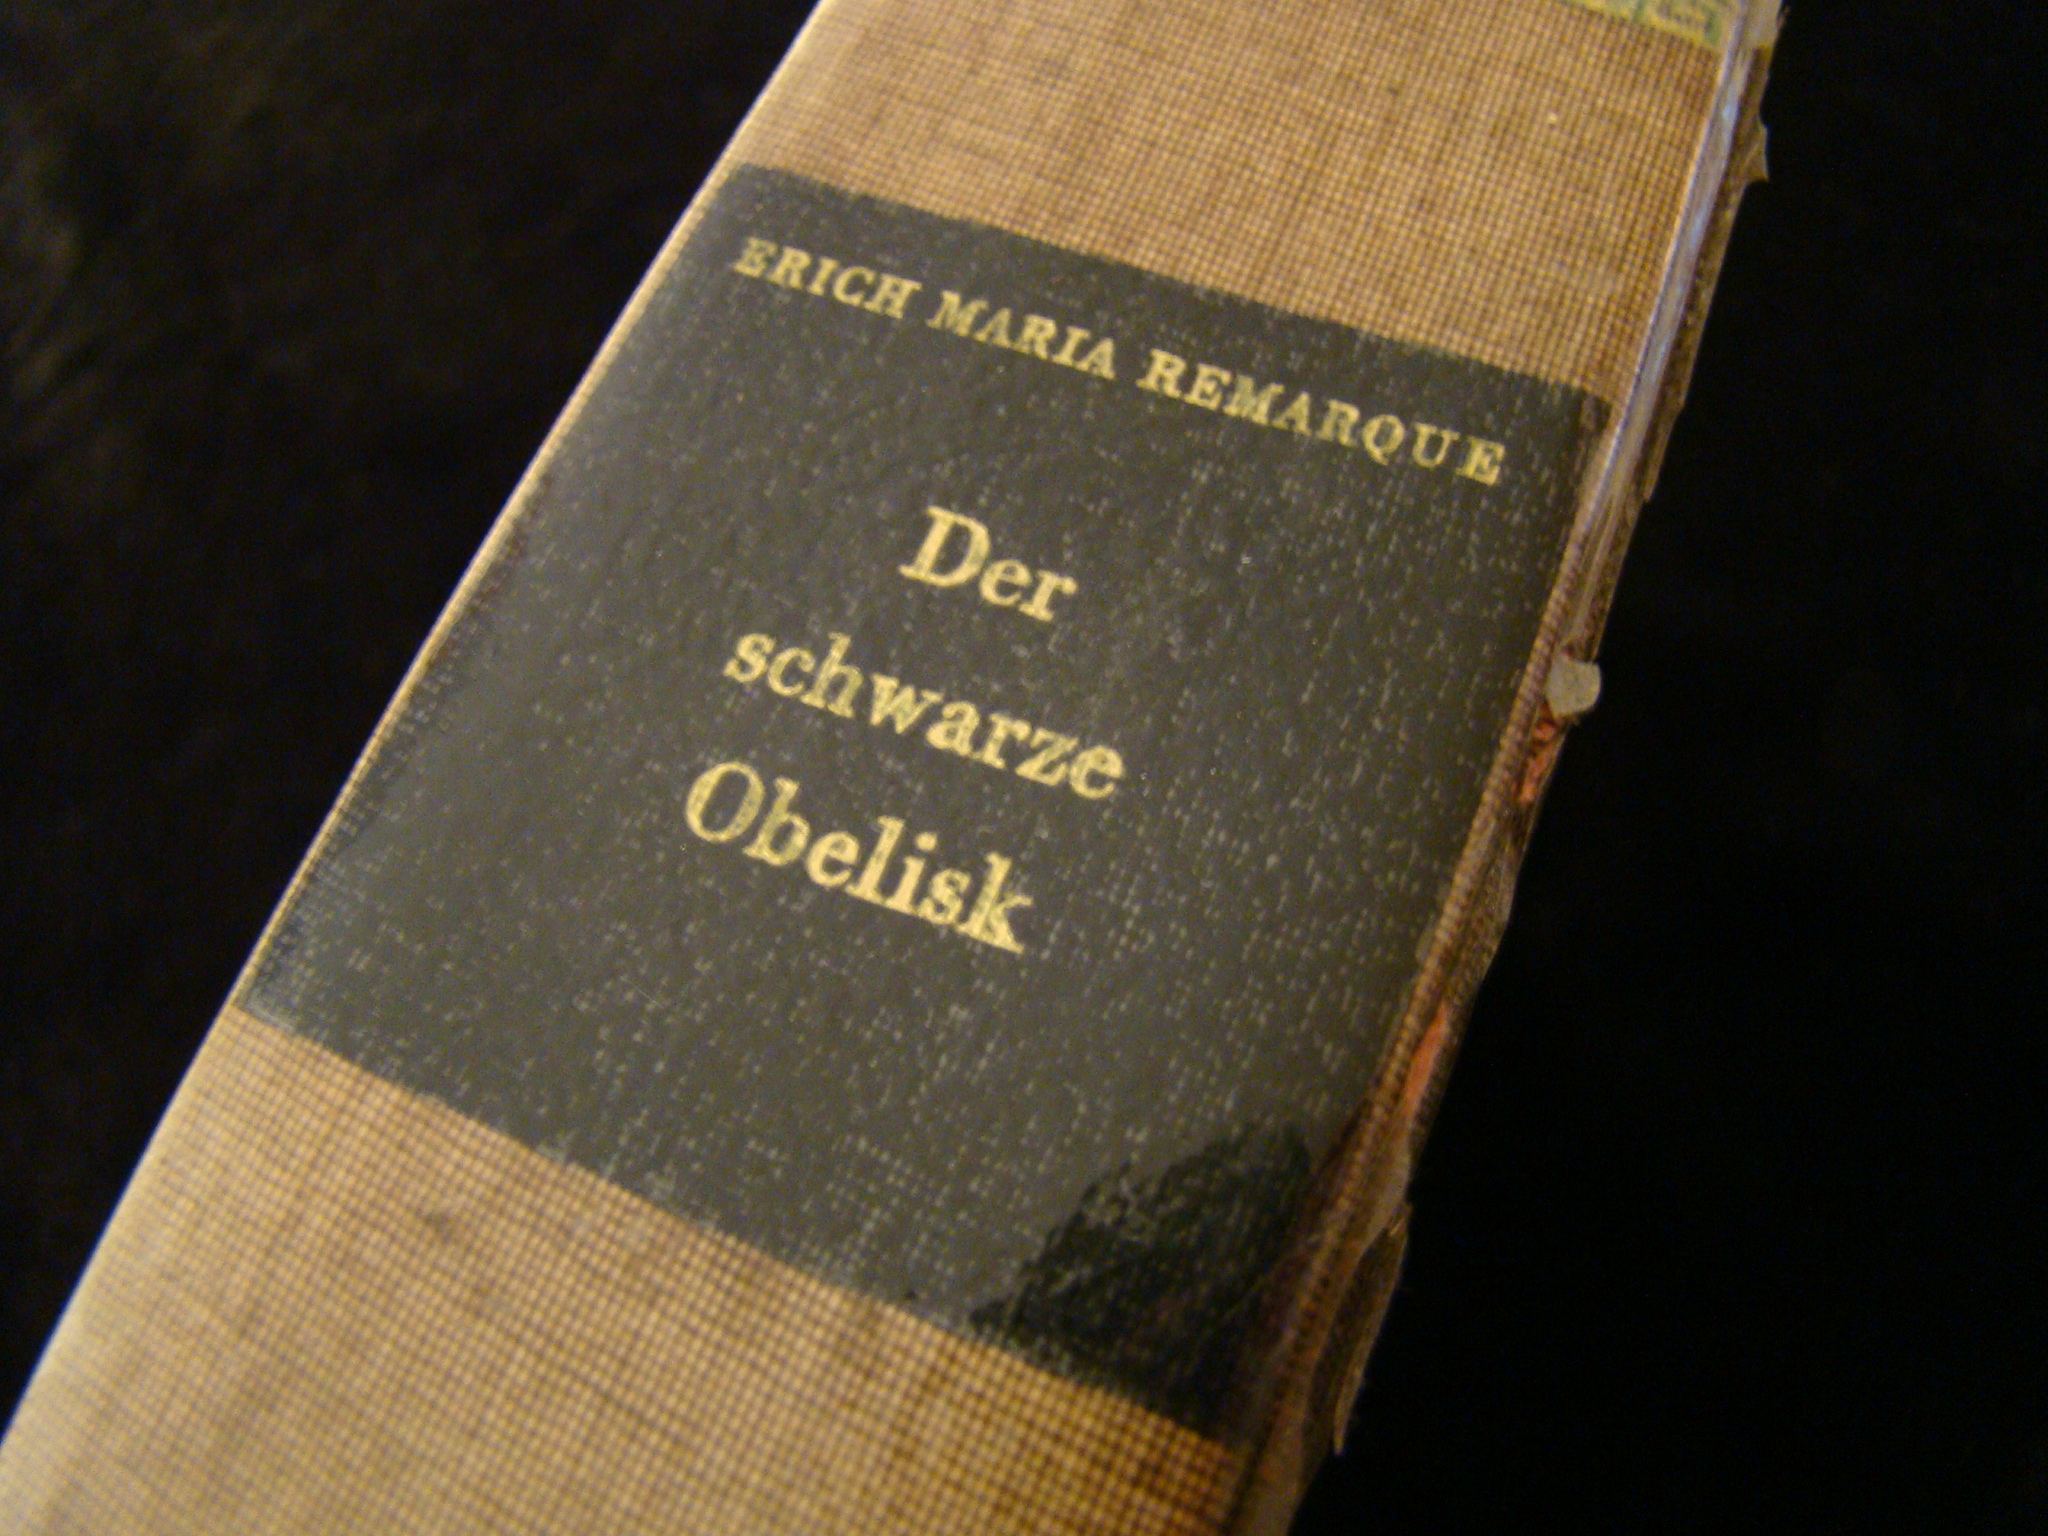 ERICH MARIA REMARQUE
Der
schwarze
Obelisk